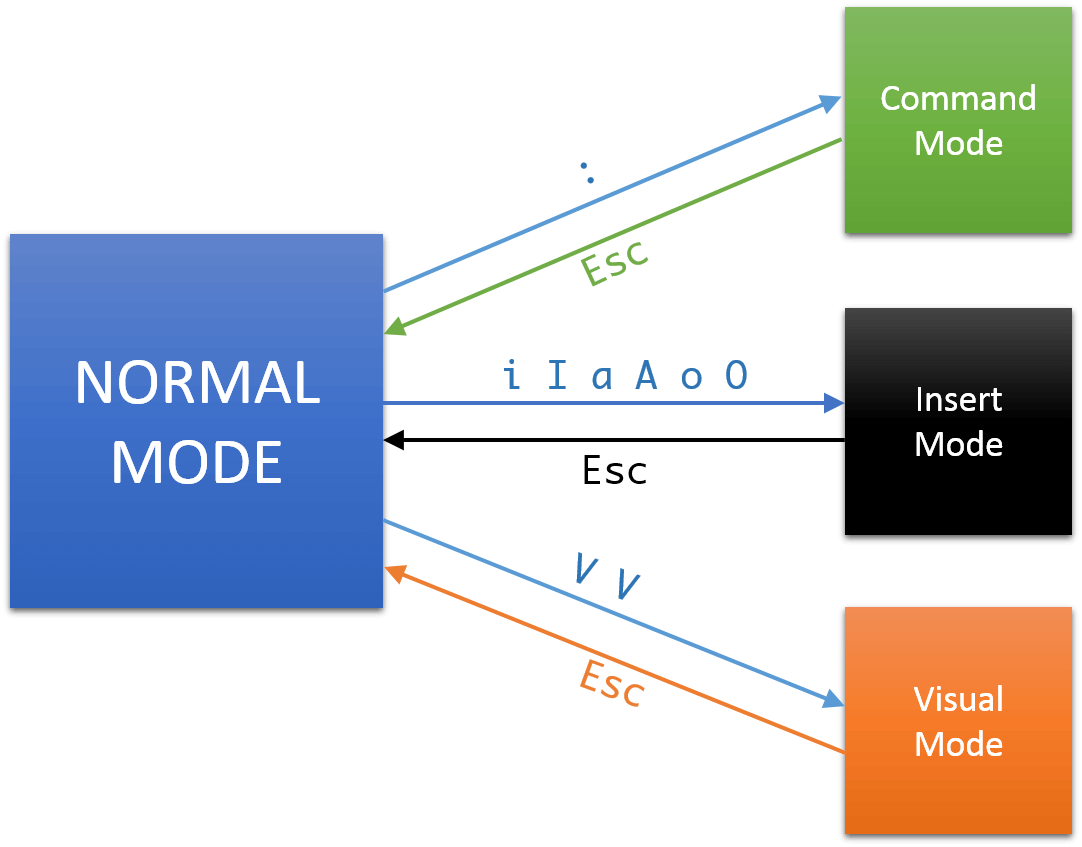 Command
Mode
:
Esc
NORMAL
MODE
i I a A o O
Insert
Mode
Esc
V v
Esc
Visual
Mode